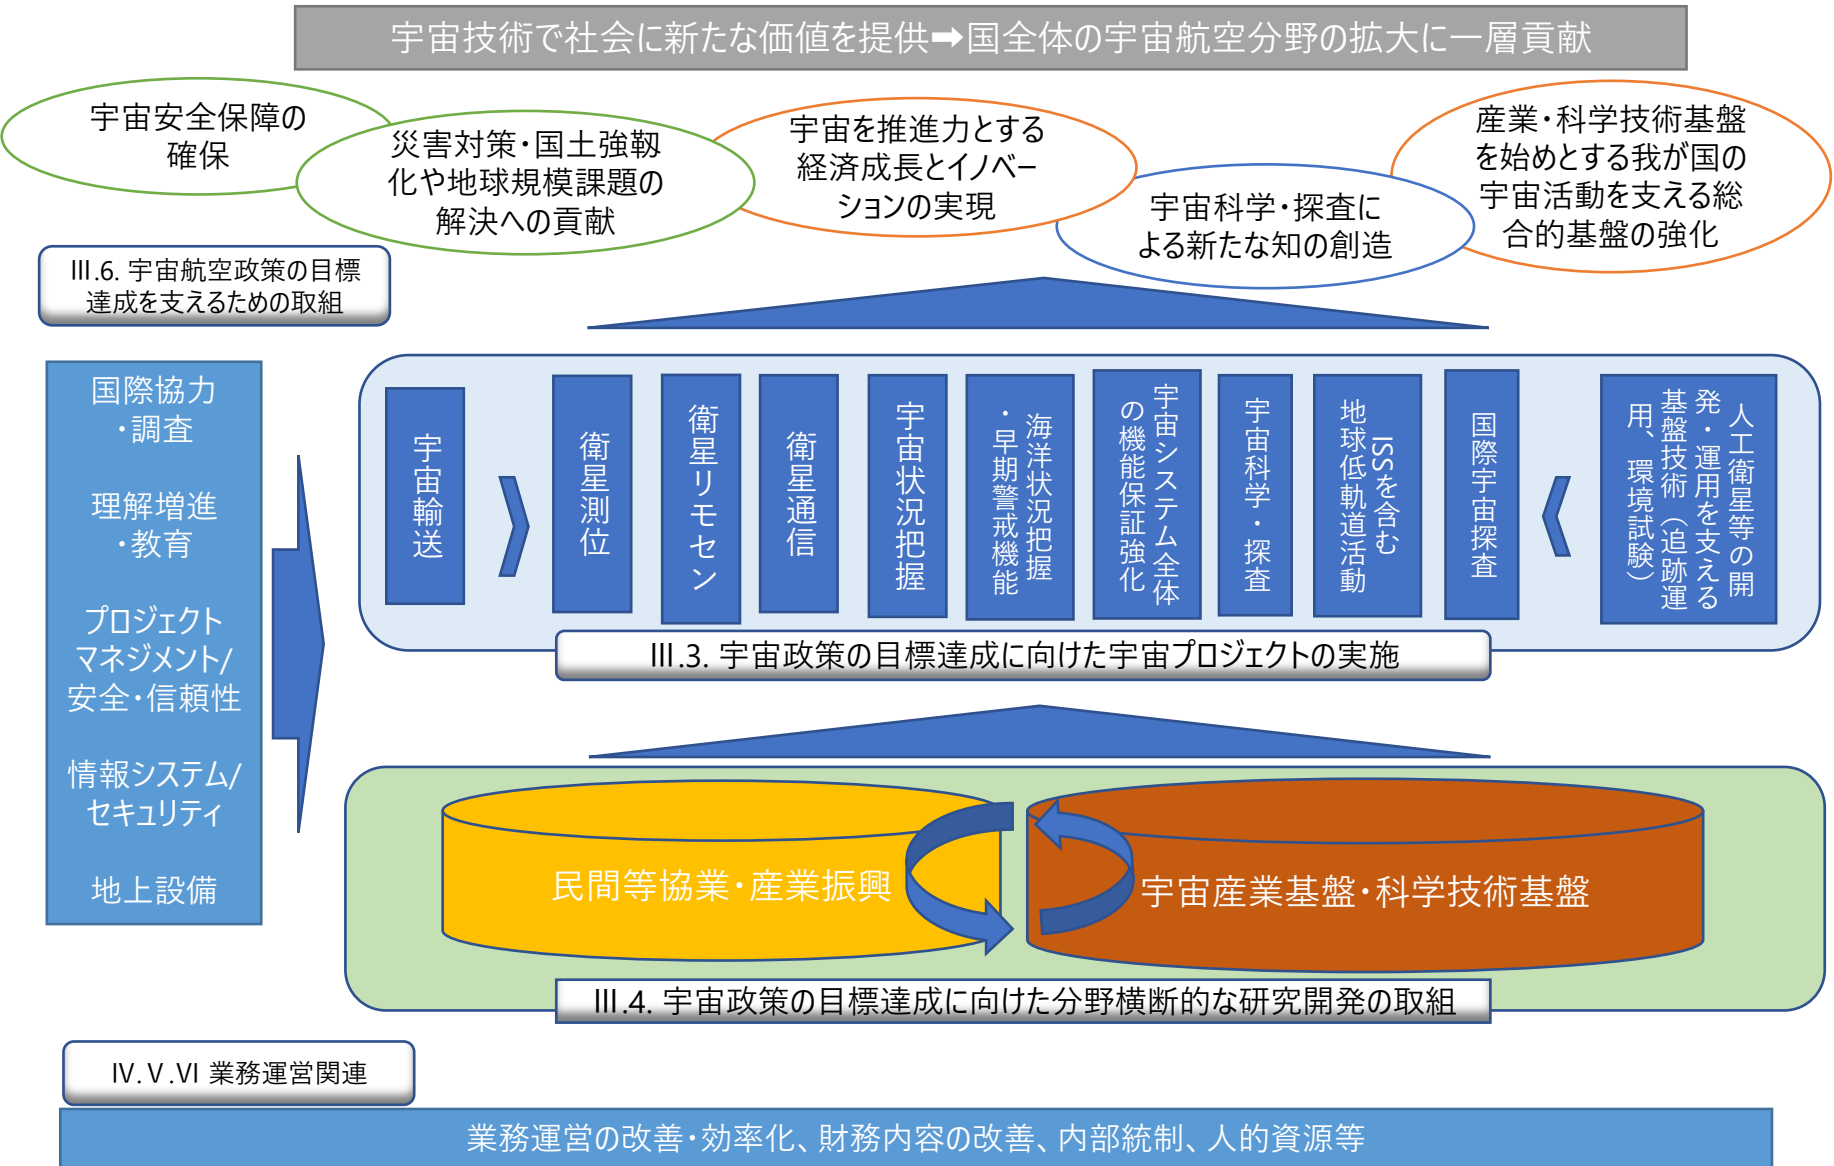 宇宙技術で社会に新たな価値を提供➡国全体の宇宙航空分野の拡大に一層貢献
宇宙安全保障の
確保
災害対策・国土強靱
化や地球規模課題の
解決への貢献
宇宙を推進力とする
経済成長とイノベー
ションの実現
宇宙科学・探査に
よる新たな知の創造
産業・科学技術基盤
を始めとする我が国の
宇宙活動を支える総
合的基盤の強化
Ⅲ.6. 宇宙航空政策の目標
達成を支えるための取組
国際協力
・調査
理解増進
・教育
プロジェクト
マネジメント/
安全・信頼性
情報システム/
セキュリティ
地上設備
宇宙輸送
衛星測位
衛星リモセン
衛星通信
宇宙状況把握
海洋状況把握
・早期警戒機能
宇宙システム全体
の機能保証強化
宇宙科学・探査
ISSを含む
地球低軌道活動
国際宇宙探査
人工衛星等の開
発・運用を支える
基盤技術（追跡運
用、環境試験）
Ⅲ.3. 宇宙政策の目標達成に向けた宇宙プロジェクトの実施
民間等協業・産業振興
宇宙産業基盤・科学技術基盤
Ⅲ.4. 宇宙政策の目標達成に向けた分野横断的な研究開発の取組
Ⅳ.Ⅴ.Ⅵ 業務運営関連
業務運営の改善・効率化、財務内容の改善、内部統制、人的資源等